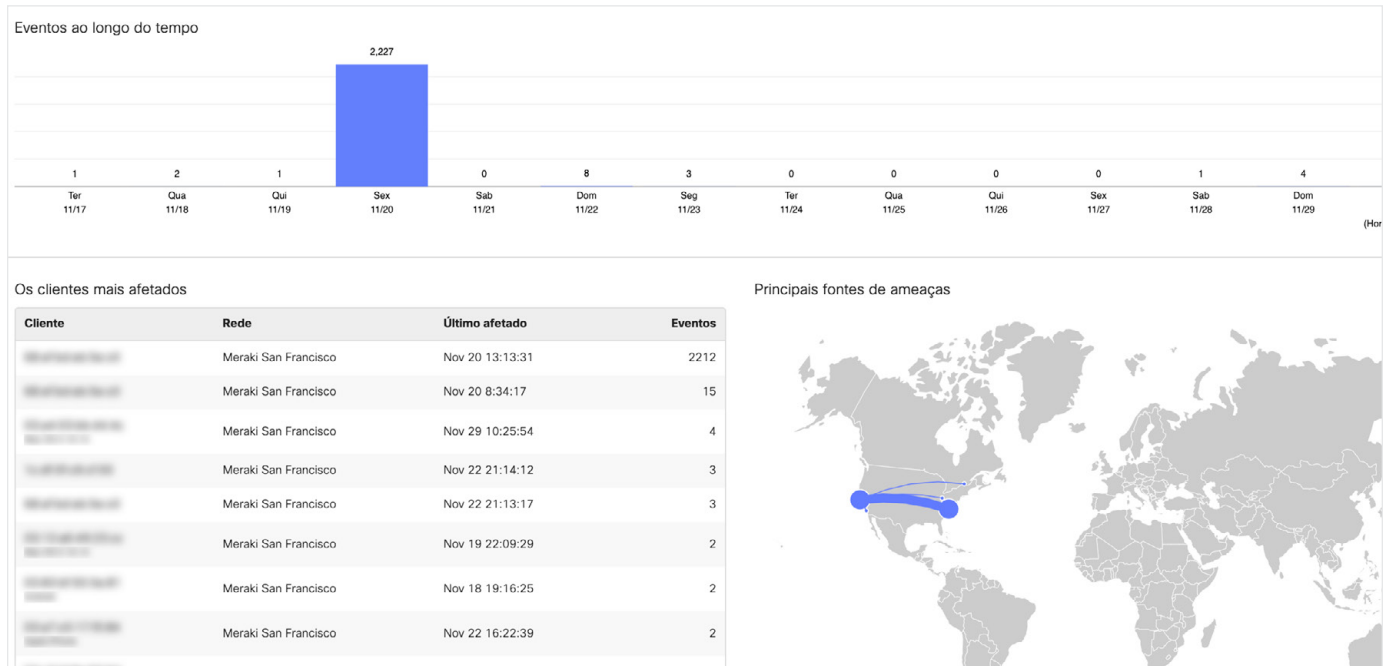 Eventos ao longo do tempo
2,227
1 2 1 0 8 3 0 0 0 0 1 4
Ter Qua Qui Sex Sab Dom Seg Ter Qua Qui Sex Sab Dom
11/17 11/18 11/19 11/20 11/21 11/22 11/23 11/24 11/25 11/26 11/27 11/28 11/29
(Hor
Os clientes mais afetados
Principais fontes de ameaças
Cliente Rede Último afetado Eventos
Meraki San Francisco Nov 20 13:13:31 2212
Meraki San Francisco Nov 20 8:34:17 15
Meraki San Francisco Nov 29 10:25:54 4
Meraki San Francisco Nov 22 21:14:12 3
Meraki San Francisco Nov 22 21:13:17 3
Meraki San Francisco Nov 19 22:09:29 2
Meraki San Francisco Nov 18 19:16:25 2
Meraki San Francisco Nov 22 16:22:39 2